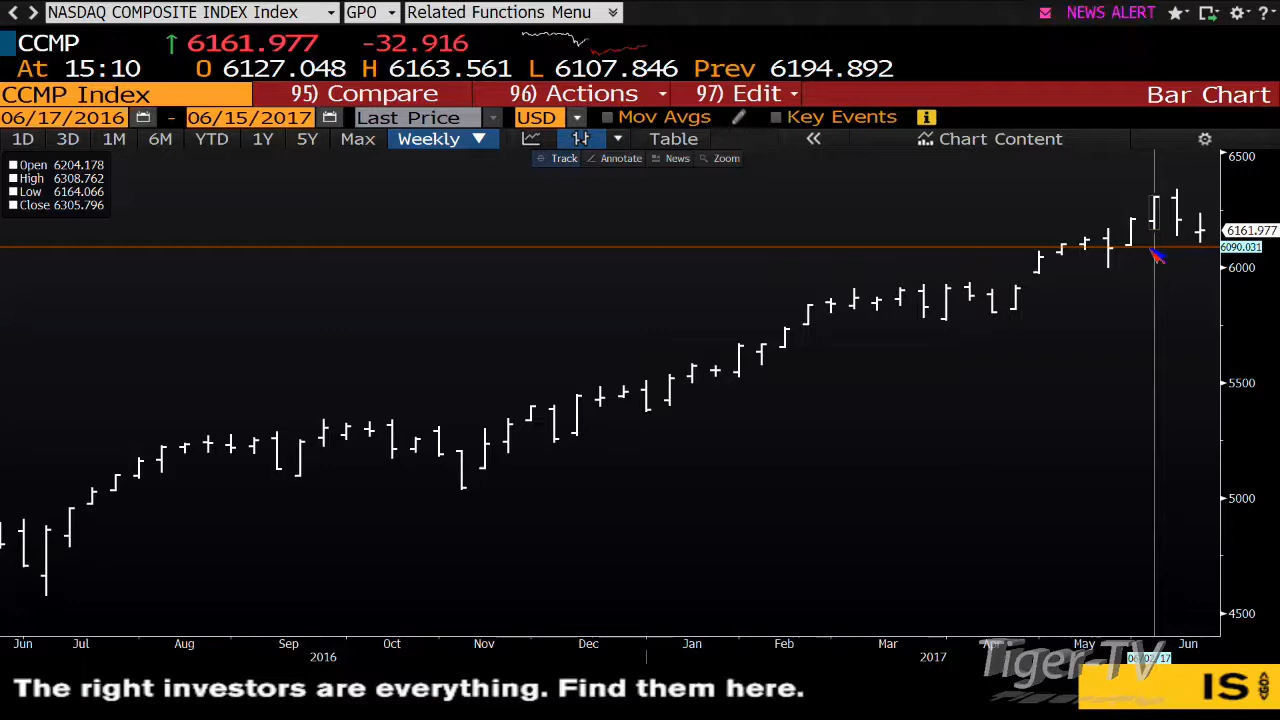 NASDAQ COMPOSITE INDEX Index GPO Related Functions Menu NEWS ALERT ?
CCMP 6161.977 -32.916
At 15:10 O 6127.048 H 6163.561 L 6107.846 Prev 6194.892
CCMP Index 95) Compare 96) Actions 97) Edit Bar Chart
06/17/2016 - 06/15/2017 Last Price USD Mov Avgs Key Events
1D 3D 1M 6M YTD 1Y 5Y Max Weekly Table Chart Content
Track Annotate News Zoom
Open 6204.178
High 6308.762
Low 6164.066
Close 6305.796
6500
6161.977
6090.031
6000
5500
5000
4500
Jun Jul Aug Sep Oct Nov Dec Jan Feb Mar Apr May Jun
2016 2017
Tiger-TV
The right investors are everything. Find them here.
IS